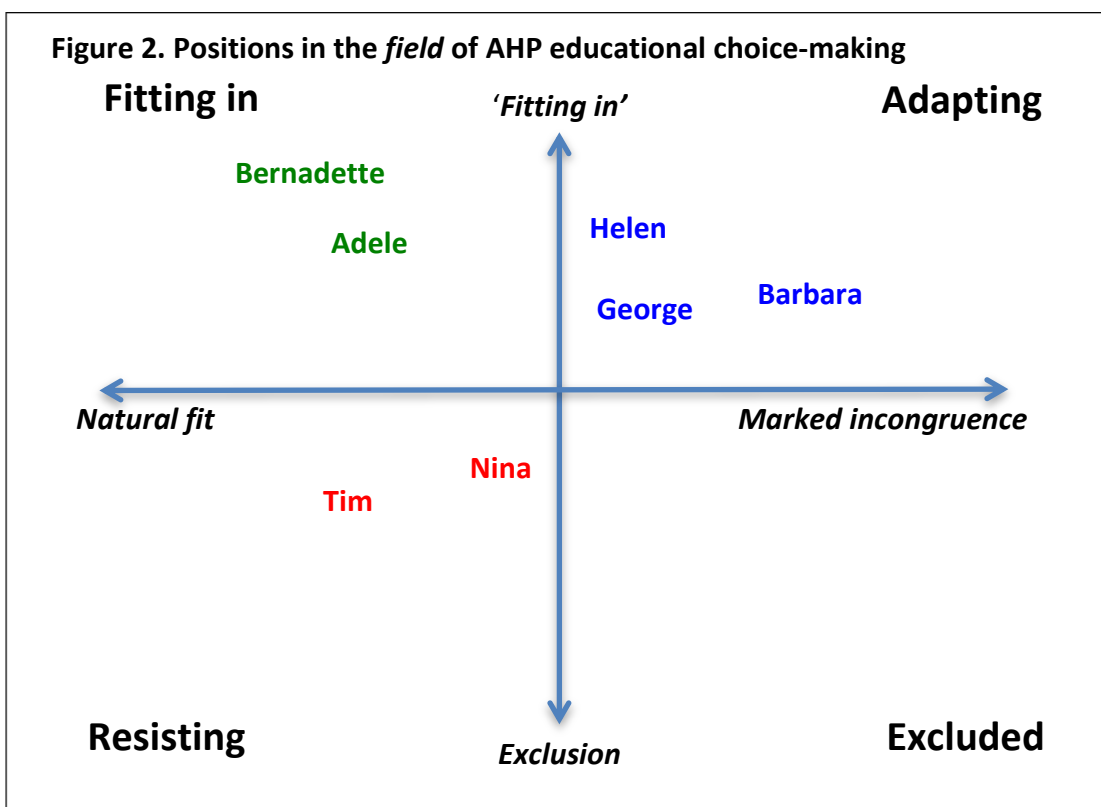 Figure 2. Positions in the field of AHP educational choice-making
Fitting in
‘Fitting in’
Adapting
Bernadette
Helen
Adele
Barbara
George
Natural fit
Marked incongruence
Nina
Tim
Resisting
Exclusion
Excluded